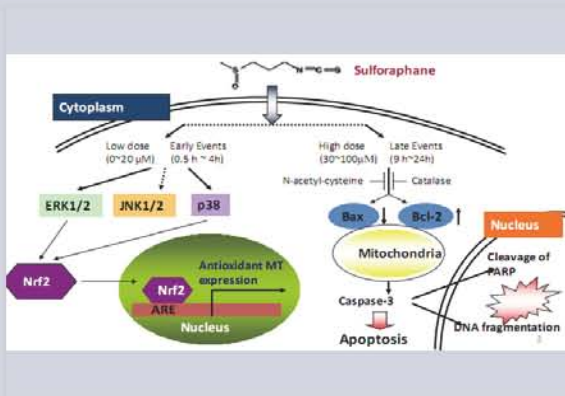 N=C=S
S
O
Sulforaphane
Cytoplasm
Low dose
(0~20 μM)
Early Events
(0.5 h ~ 4h)
High dose
(30~100μM)
Late Events
(9 h~24h)
N-acetyl-cysteine
Catalase
ERK1/2
JNK1/2
p38
Bax
Bcl-2
Nucleus
Mitochondria
Cleavage of
PARP
Nrf2
Antioxidant MT
expression
Nrf2
ARE
Nucleus
Caspase-3
DNA fragmentation
Apoptosis